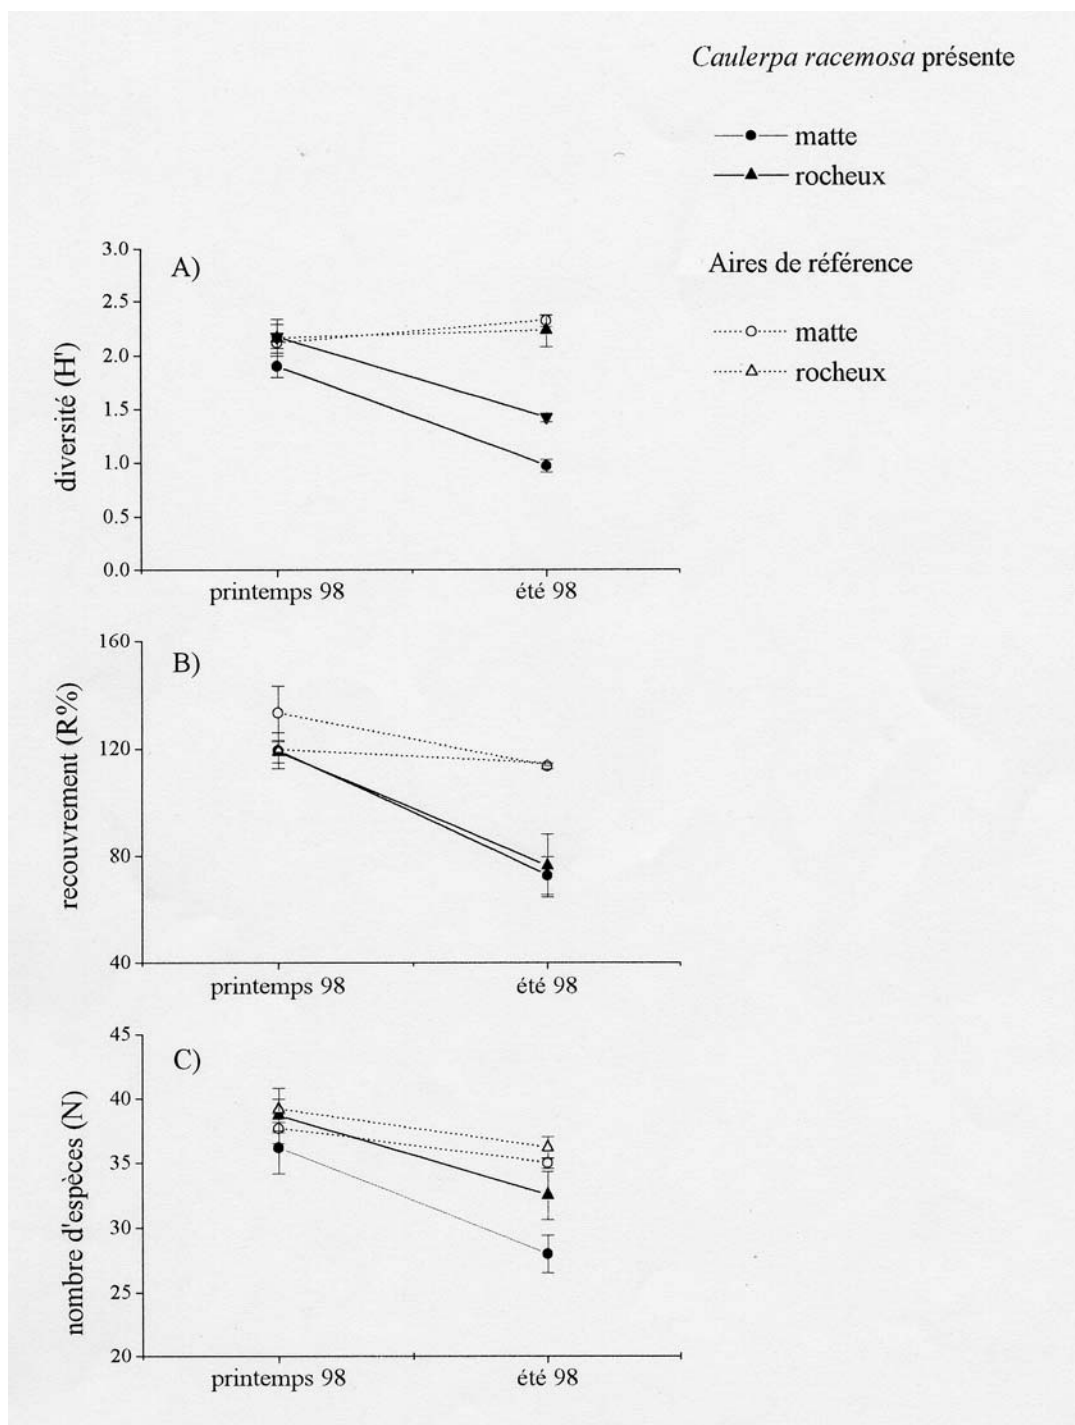 Caulerpa racemosa présente
matte
rocheux
Aires de référence
matte
rocheux
A)
diversité (H')
3.0
2.5
2.0
1.5
1.0
0.5
0.0
printemps 98
été 98
B)
recouvrement (R%)
160
120
80
40
printemps 98
été 98
C)
nombre d'espèces (N)
45
40
35
30
25
20
printemps 98
été 98